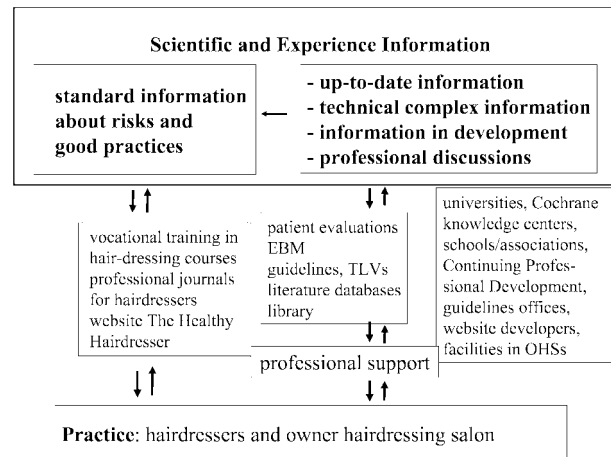 Scientific and Experience Information
standard information
about risks and
good practices
- up-to-date information
- technical complex information
- information in development
- professional discussions
vocational training in
hair-dressing courses
professional journals
for hairdressers
website The Healthy
Hairdresser
patient evaluations
EBM
guidelines, TLVs
literature databases
library
universities, Cochrane
knowledge centers,
schools/associations,
Continuing Profes-
sional Development,
guidelines offices,
website developers,
facilities in OHSs
professional support
Practice: hairdressers and owner hairdressing salon